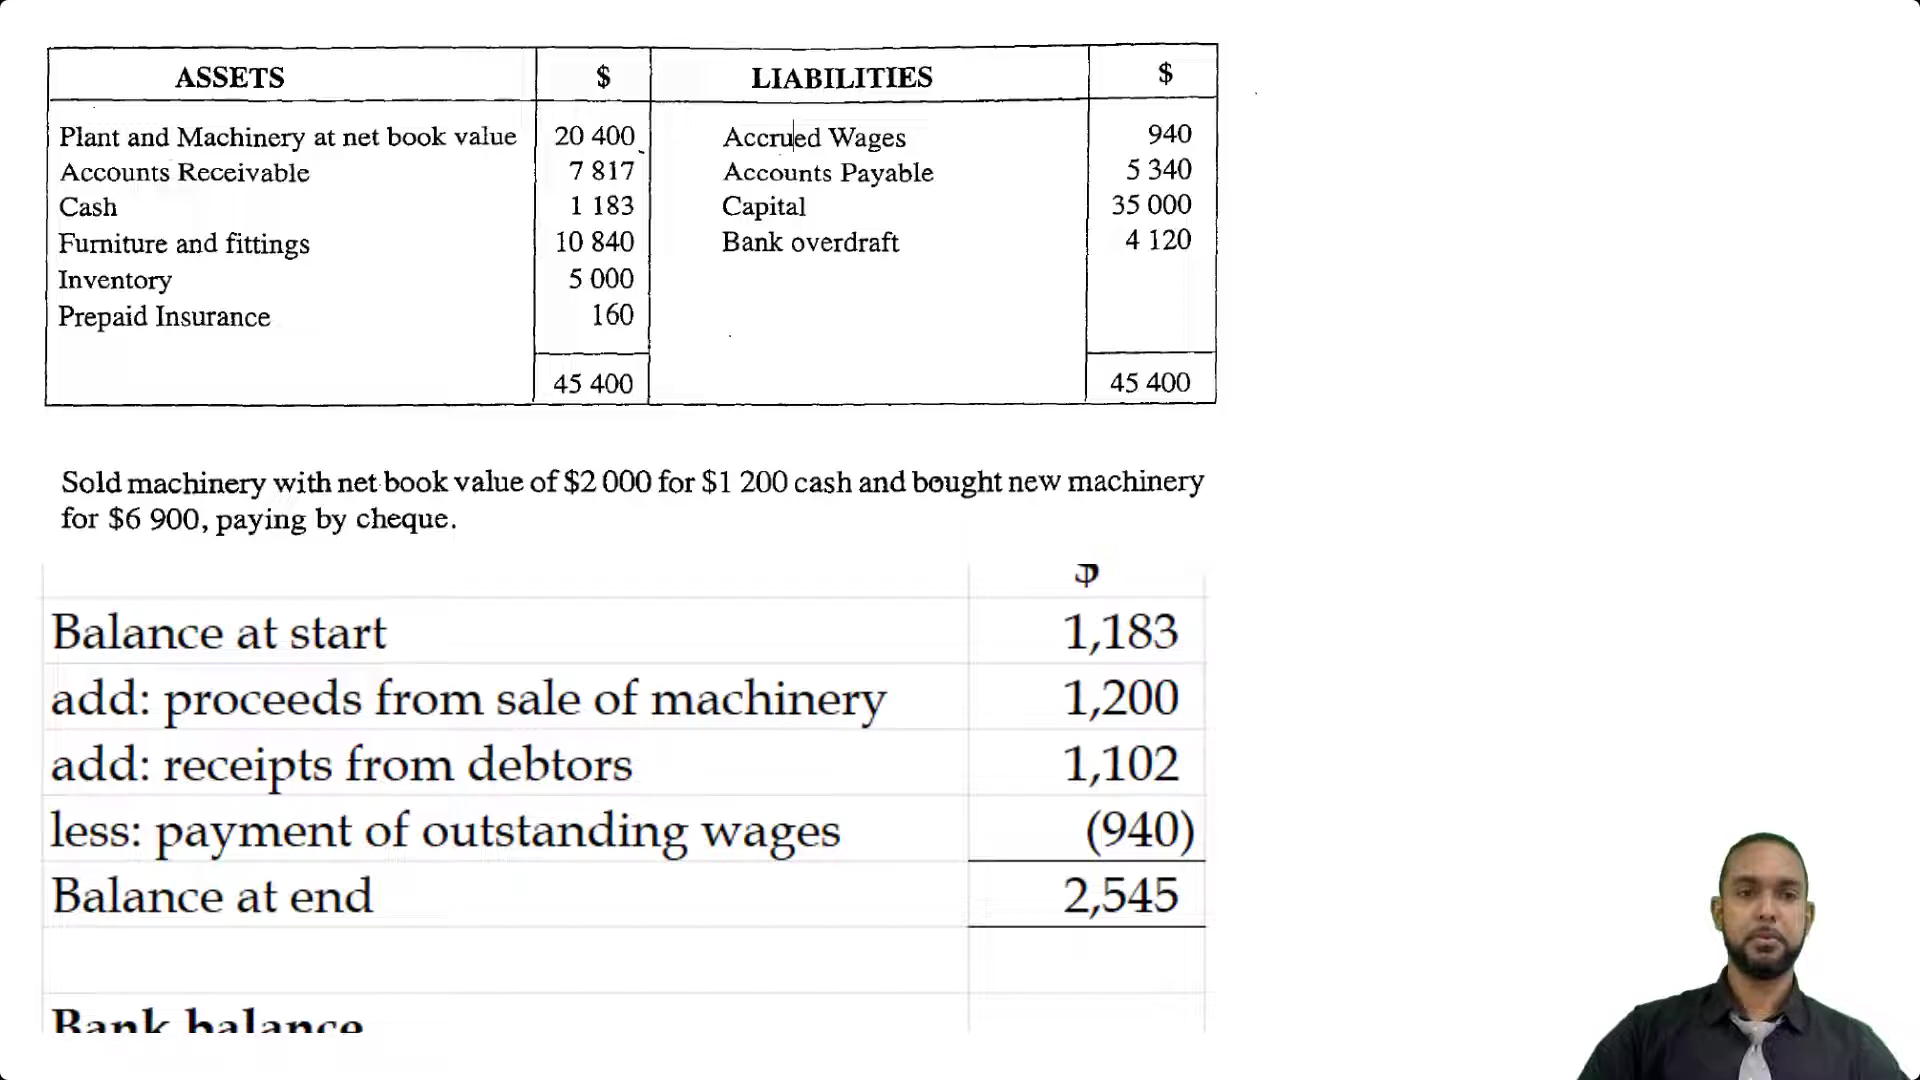 ASSETS $ LIABILITIES $
Plant and Machinery at net book value 20 400 Accrued Wages 940
Accounts Receivable 7 817 Accounts Payable 5 340
Cash 1 183 Capital 35 000
Furniture and fittings 10 840 Bank overdraft 4 120
Inventory 5 000
Prepaid Insurance 160
45 400 45 400
Sold machinery with net book value of $2 000 for $1 200 cash and bought new machinery
for $6 900, paying by cheque.
$
Balance at start 1,183
add: proceeds from sale of machinery 1,200
add: receipts from debtors 1,102
less: payment of outstanding wages (940)
Balance at end 2,545
Bank balance